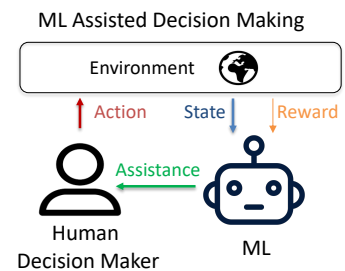 ML Assisted Decision Making
Environment
Action
State
Reward
Assistance
Human
Decision Maker
ML